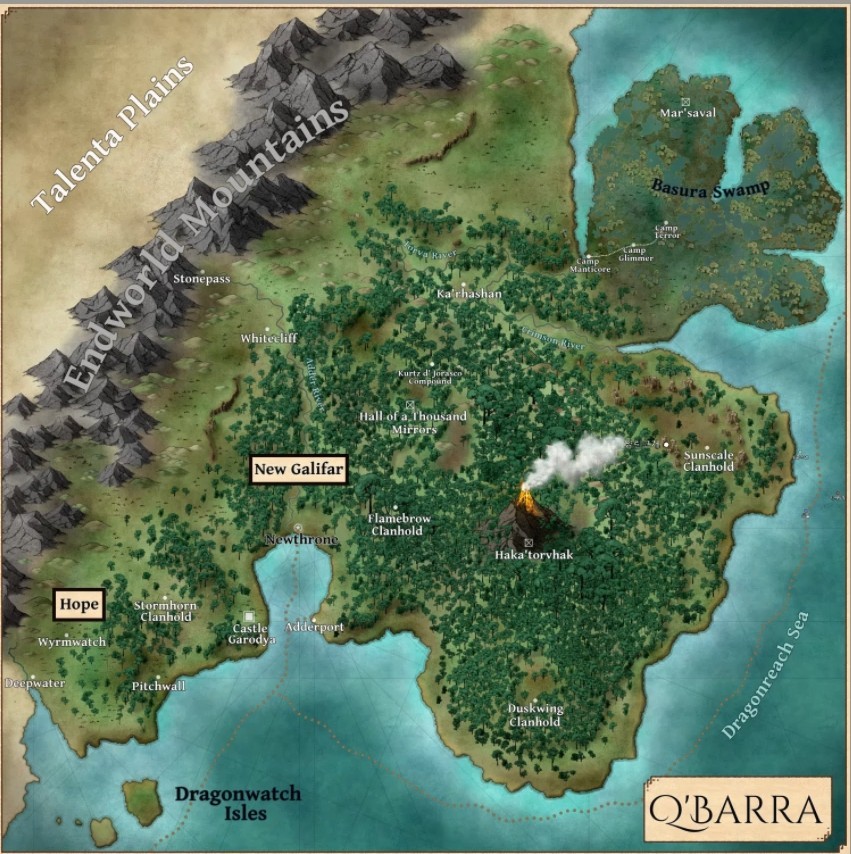 Talenta Plains
Endworld Mountains
Mar'saval
Basura Swamp
Camp
Terror
Camp
Glimmer
Camp
Manticore
Stonepass
Ka'rhashan
Crimson River
Whitecliff
Adder River
Kurtz d' Jorasco
Compound
Hall of a Thousand
Mirrors
New Galifar
Sunscale
Clanhold
Flamebrow
Clanhold
Newthrone
Haka'torvhak
Hope
Stormhorn
Clanhold
Castle
Garodya
Adderport
Wyrmwatch
Deepwater
Pitchwall
Duskwing
Clanhold
Dragonreach Sea
Dragonwatch
Isles
Q'BARRA